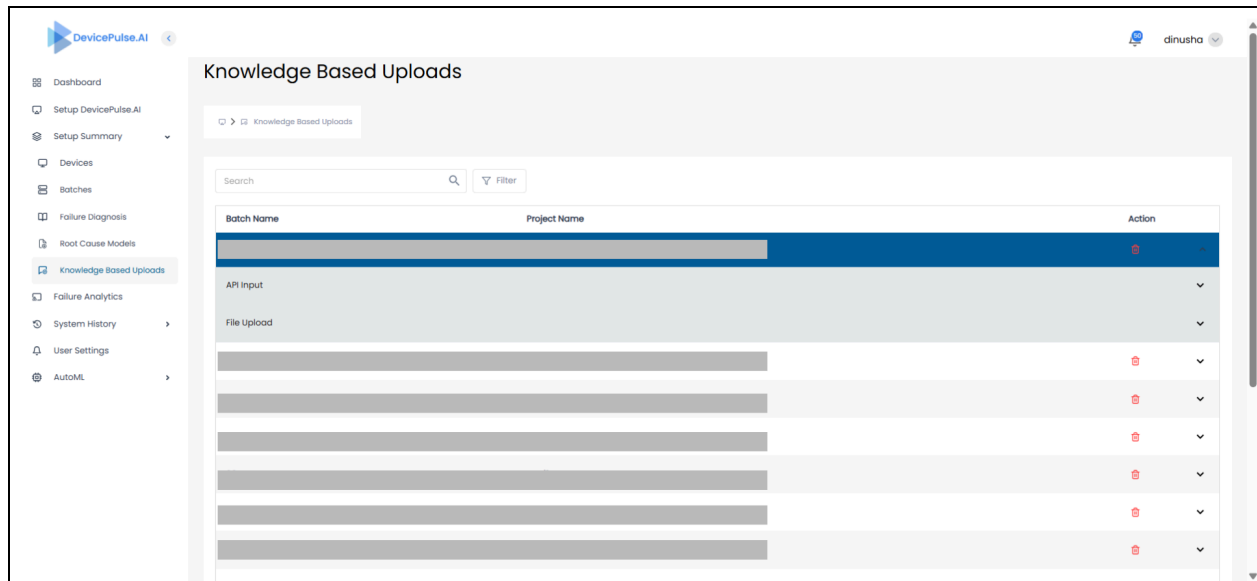 DevicePulse.AI
50
dinusha
Dashboard
Setup DevicePulse.AI
Setup Summary
Devices
Batches
Failure Diagnosis
Root Cause Models
Knowledge Based Uploads
Failure Analytics
System History
User Settings
AutoML
Knowledge Based Uploads
Knowledge Based Uploads
Search
Filter
Batch Name Project Name Action
API Input
File Upload